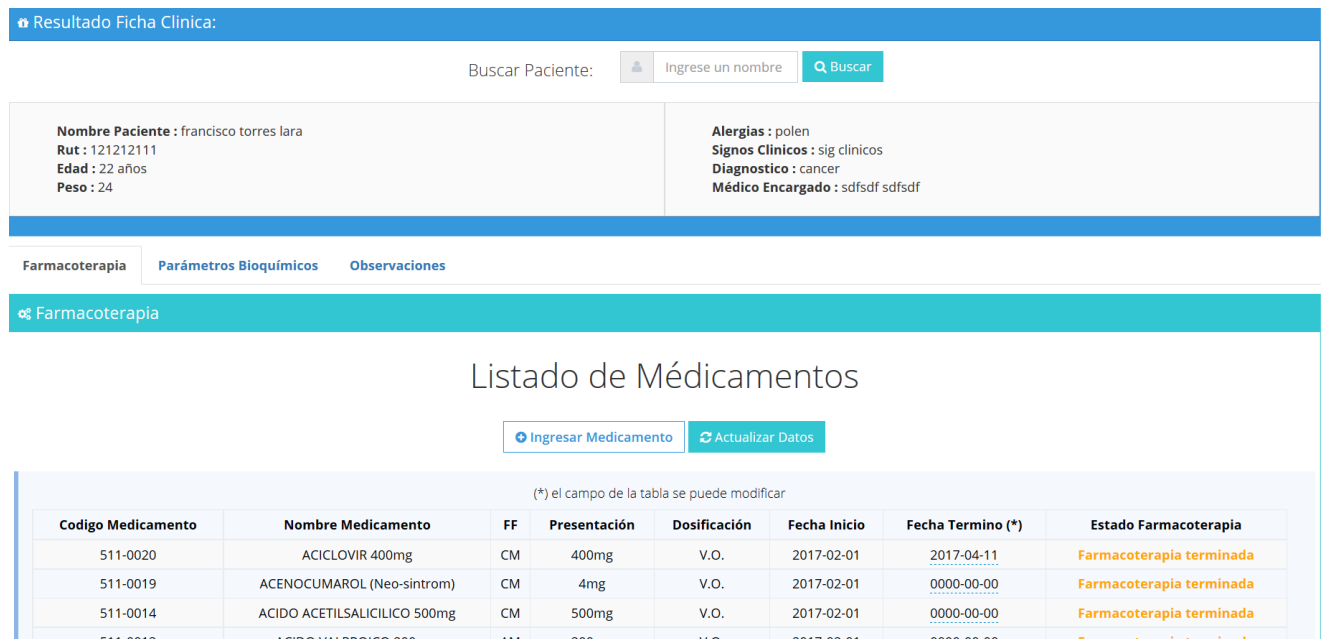 Resultado Ficha Clinica:
Buscar Paciente: Ingrese un nombre Buscar
Nombre Paciente : francisco torres lara
Rut : 121212111
Edad : 22 años
Peso : 24
Alergias : polen
Signos Clinicos : sig clinicos
Diagnostico : cancer
Médico Encargado : sdfsdf sdfsdf
Farmacoterapia Parámetros Bioquímicos Observaciones
Farmacoterapia
Listado de Médicamentos
Ingresar Medicamento Actualizar Datos
(*) el campo de la tabla se puede modificar
Codigo Medicamento Nombre Medicamento FF Presentación Dosificación Fecha Inicio Fecha Termino (*) Estado Farmacoterapia
511-0020 ACICLOVIR 400mg CM 400mg V.O. 2017-02-01 2017-04-11 Farmacoterapia terminada
511-0019 ACENOCUMAROL (Neo-sintrom) CM 4mg V.O. 2017-02-01 0000-00-00 Farmacoterapia terminada
511-0014 ACIDO ACETILSALICILICO 500mg CM 500mg V.O. 2017-02-01 0000-00-00 Farmacoterapia terminada